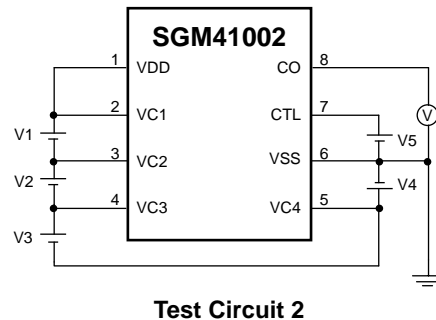 SGM41002
1 VDD CO 8
2 VC1 CTL 7
V1 V5
3 VC2 VSS 6
V2 V4
4 VC3 VC4 5
V3
V
Test Circuit 2